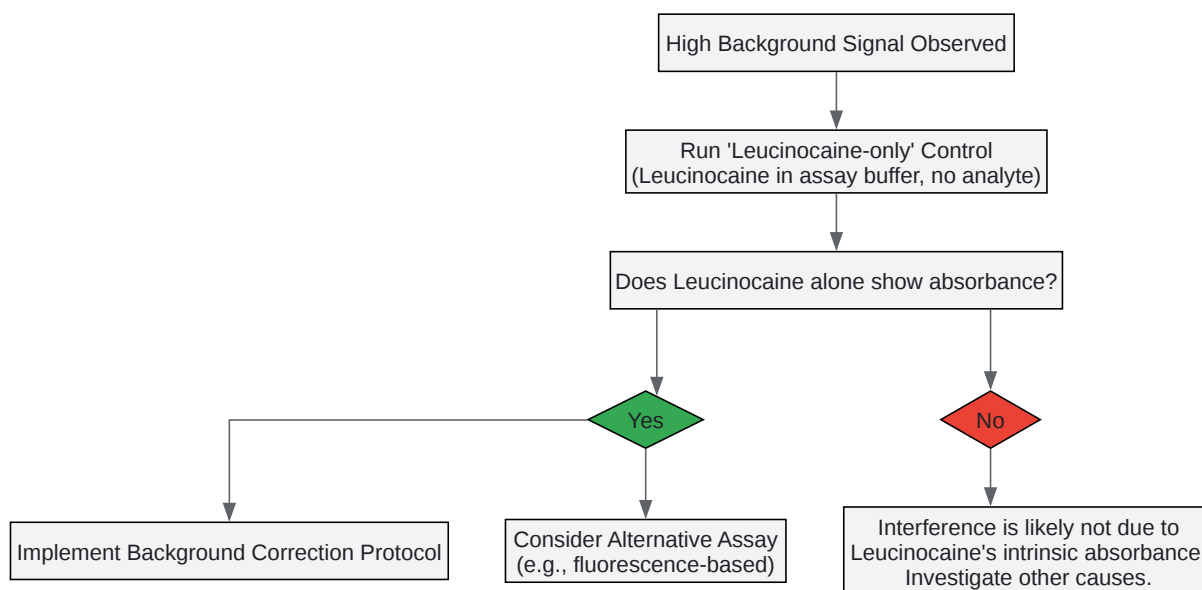 High Background Signal Observed
Run 'Leucinocaine-only' Control
(Leucinocaine in assay buffer, no analyte)
Does Leucinocaine alone show absorbance?
Yes
No
Implement Background Correction Protocol
Consider Alternative Assay
(e.g., fluorescence-based)
Interference is likely not due to
Leucinocaine's intrinsic absorbance
Investigate other causes.